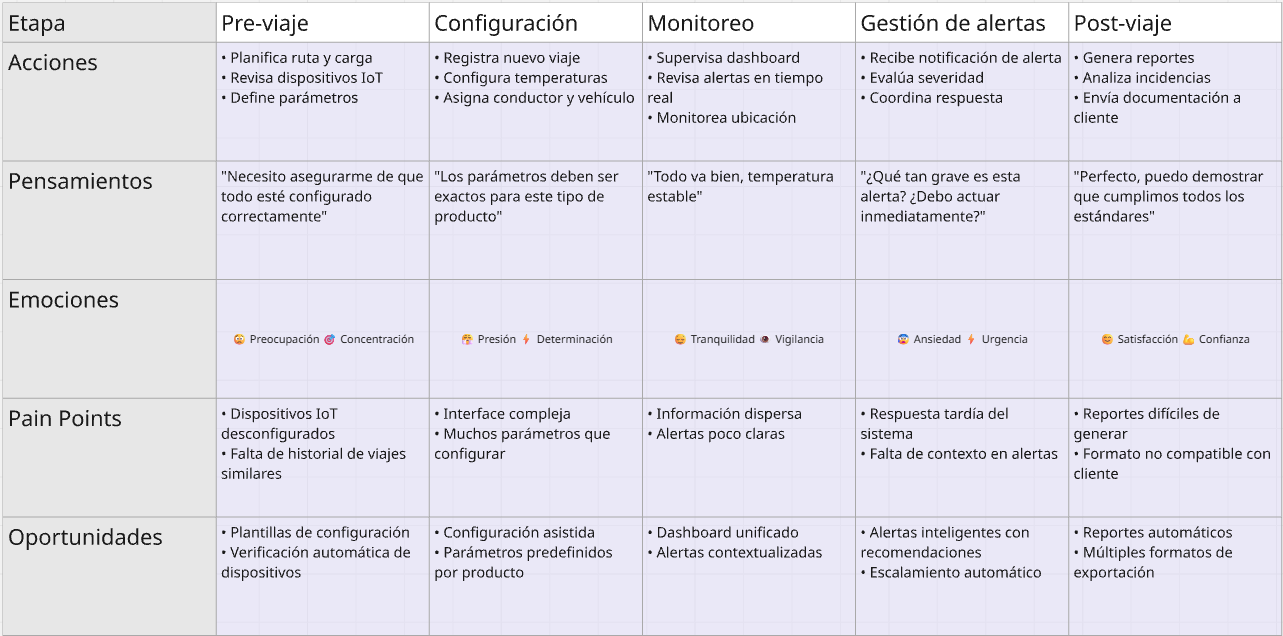 Etapa
Pre-viaje
Configuración
Monitoreo
Gestión de alertas
Post-viaje
Acciones
• Planifica ruta y carga
• Revisa dispositivos IoT
• Define parámetros
• Registra nuevo viaje
• Configura temperaturas
• Asigna conductor y vehículo
• Supervisa dashboard
• Revisa alertas en tiempo
real
• Monitorea ubicación
• Recibe notificación de alerta
• Evalúa severidad
• Coordina respuesta
• Genera reportes
• Analiza incidencias
• Envía documentación a
cliente
Pensamientos
"Necesito asegurarme de que
todo esté configurado
correctamente"
"Los parámetros deben ser
exactos para este tipo de
producto"
"Todo va bien, temperatura
estable"
"¿Qué tan grave es esta
alerta? ¿Debo actuar
inmediatamente?"
"Perfecto, puedo demostrar
que cumplimos todos los
estándares"
Emociones
Preocupación Concentración
Presión Determinación
Tranquilidad Vigilancia
Ansiedad Urgencia
Satisfacción Confianza
Pain Points
• Dispositivos IoT
desconfigurados
• Falta de historial de viajes
similares
• Interface compleja
• Muchos parámetros que
configurar
• Información dispersa
• Alertas poco claras
• Respuesta tardía del
sistema
• Falta de contexto en alertas
• Reportes difíciles de
generar
• Formato no compatible con
cliente
Oportunidades
• Plantillas de configuración
• Verificación automática de
dispositivos
• Configuración asistida
• Parámetros predefinidos
por producto
• Dashboard unificado
• Alertas contextualizadas
• Alertas inteligentes con
recomendaciones
• Escalamiento automático
• Reportes automáticos
• Múltiples formatos de
exportación